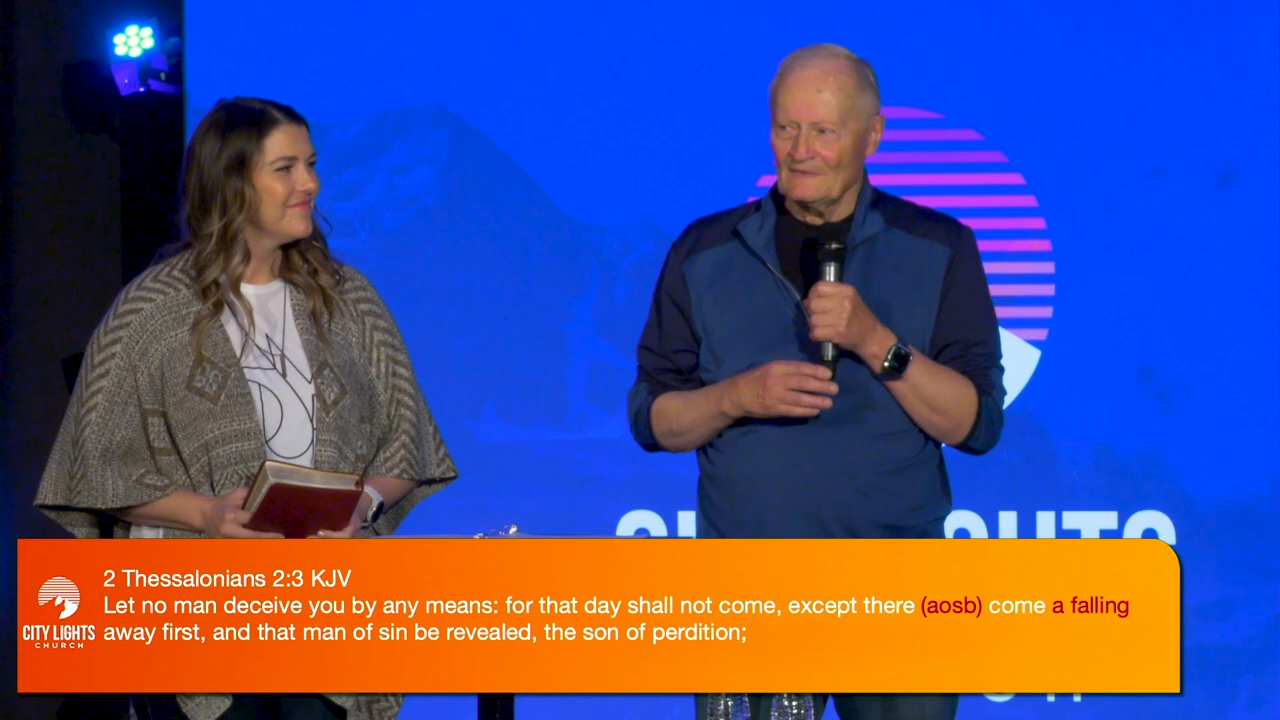 2 Thessalonians 2:3 KJV
Let no man deceive you by any means: for that day shall not come, except there (aosb) come a falling
away first, and that man of sin be revealed, the son of perdition;
CITY LIGHTS
CHURCH